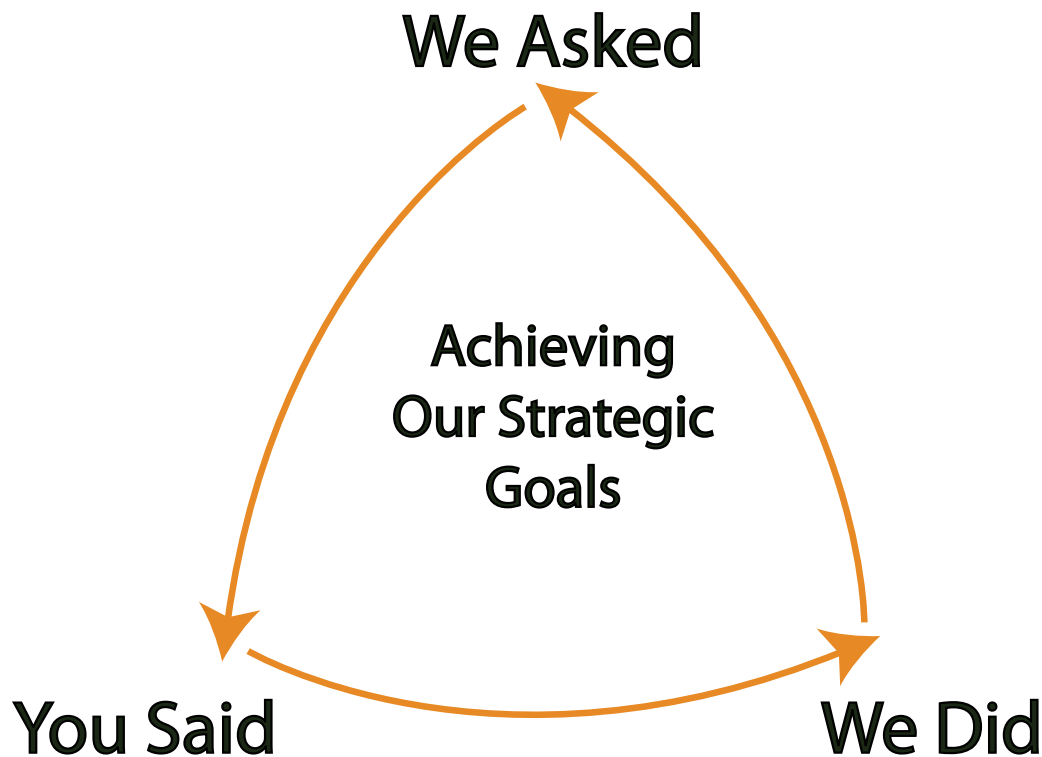 We Asked
Achieving
Our Strategic
Goals
You Said
We Did